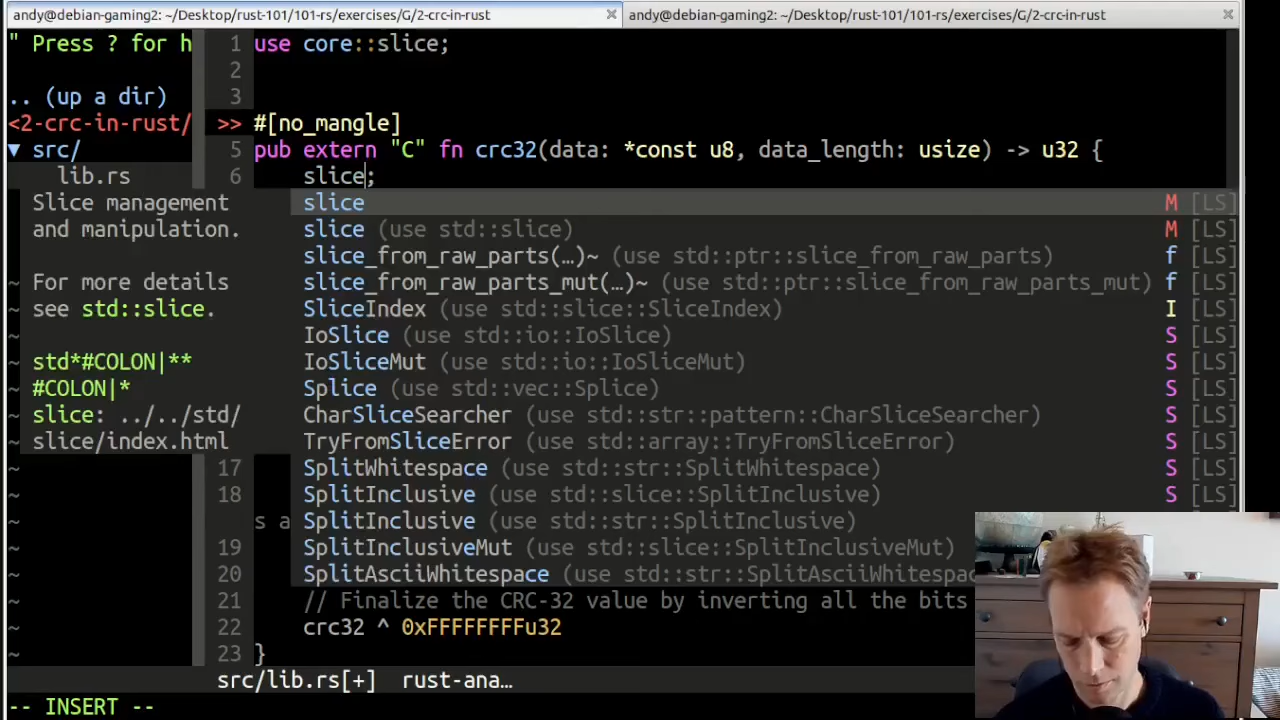 andy@debian-gaming2: ~/Desktop/rust-101/101-rs/exercises/G/2-crc-in-rust
andy@debian-gaming2: ~/Desktop/rust-101/101-rs/exercises/G/2-crc-in-rust
" Press ? for h
1 use core::slice;
2
.. (up a dir)
3
<2-crc-in-rust/
>> #[no_mangle]
▼ src/
5 pub extern "C" fn crc32(data: *const u8, data_length: usize) -> u32 {
lib.rs
6 slice;
Slice management
slice M [LS]
and manipulation.
slice (use std::slice) M [LS]
slice_from_raw_parts(…)~ (use std::ptr::slice_from_raw_parts) f [LS]
~ For more details
slice_from_raw_parts_mut(…)~ (use std::ptr::slice_from_raw_parts_mut) f [LS]
~ see std::slice.
SliceIndex (use std::slice::SliceIndex) I [LS]
~
IoSlice (use std::io::IoSlice) S [LS]
~ std*#COLON|**
IoSliceMut (use std::io::IoSliceMut) S [LS]
~ #COLON|*
Splice (use std::vec::Splice) S [LS]
~ slice: ../../std/
CharSliceSearcher (use std::str::pattern::CharSliceSearcher) S [LS]
~ slice/index.html
TryFromSliceError (use std::array::TryFromSliceError) S [LS]
~ 17 SplitWhitespace (use std::str::SplitWhitespace) S [LS]
~ 18 SplitInclusive (use std::slice::SplitInclusive) S [LS]
~ s a SplitInclusive (use std::str::SplitInclusive)
~ 19 SplitInclusiveMut (use std::slice::SplitInclusiveMut)
~ 20 SplitAsciiWhitespace (use std::str::SplitAsciiWhitespac
~ 21 // Finalize the CRC-32 value by inverting all the bits
~ 22 crc32 ^ 0xFFFFFFFFu32
~ 23 }
src/lib.rs[+] rust-ana…
-- INSERT --